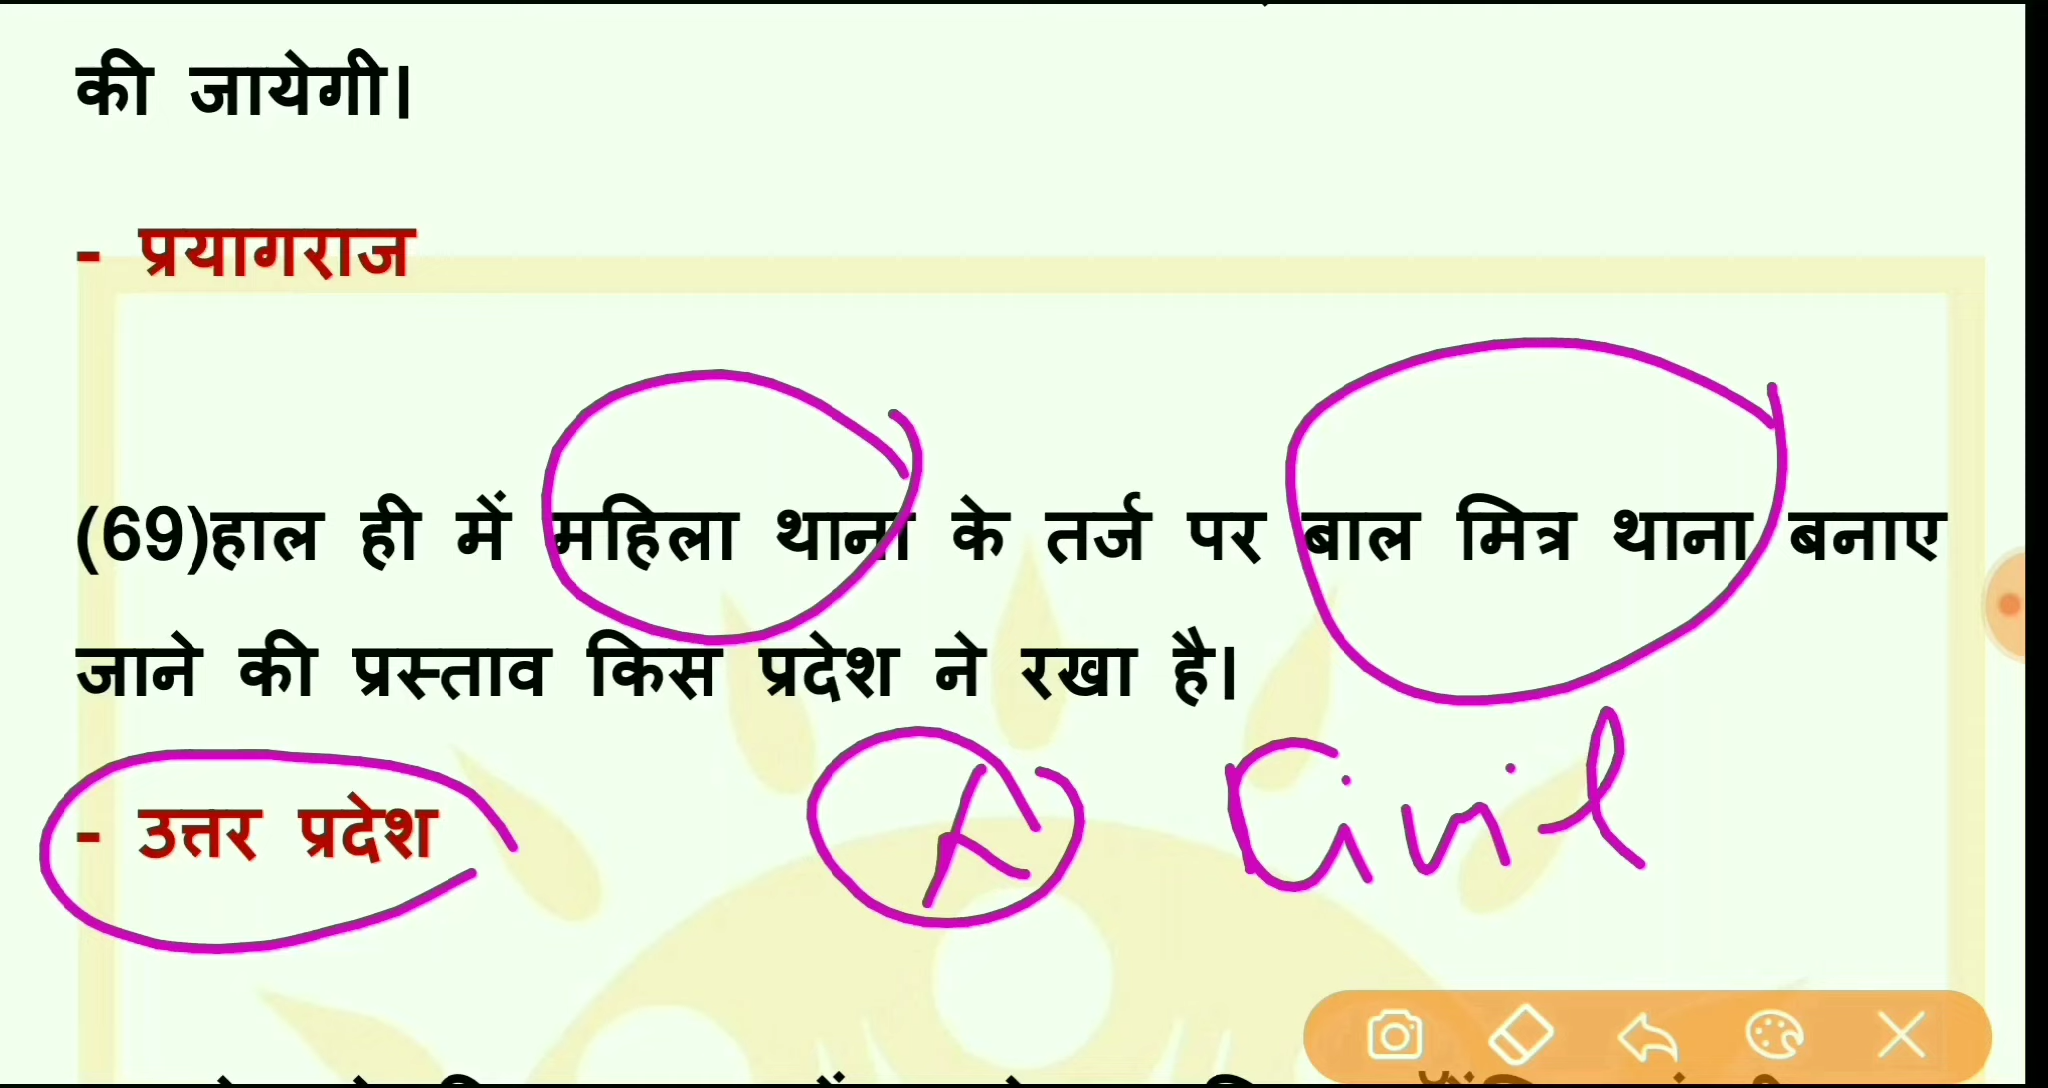 की जायेगी।
- प्रयागराज
(69)हाल ही में महिला थाना के तर्ज पर बाल मित्र थाना बनाए
जाने की प्रस्ताव किस प्रदेश ने रखा है।
- उत्तर प्रदेश
Civil